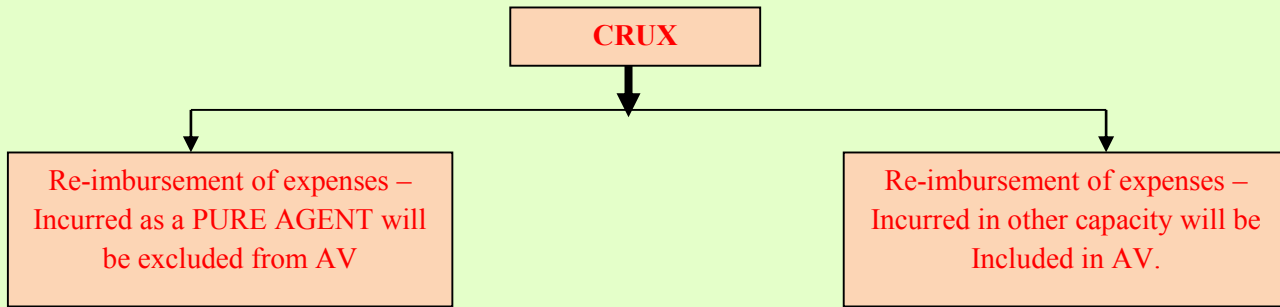 CRUX
Re-imbursement of expenses –
Incurred as a PURE AGENT will
be excluded from AV
Re-imbursement of expenses –
Incurred in other capacity will be
Included in AV.